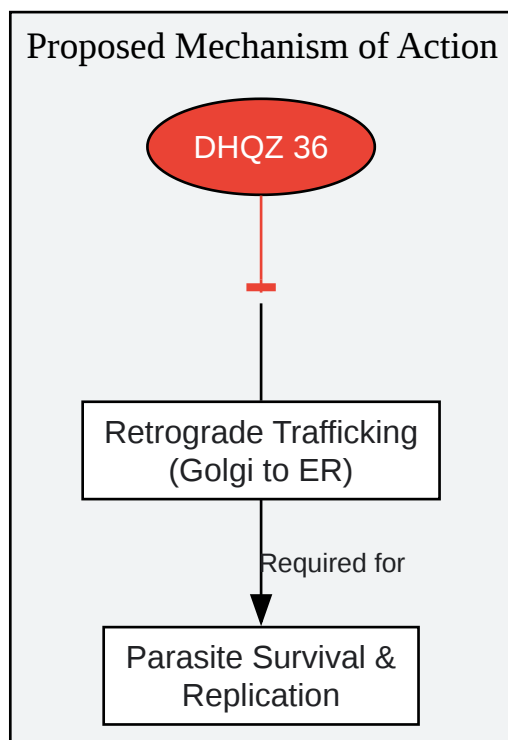 Proposed Mechanism of Action
DHQZ 36
Retrograde Trafficking
(Golgi to ER)
Required for
Parasite Survival &
Replication